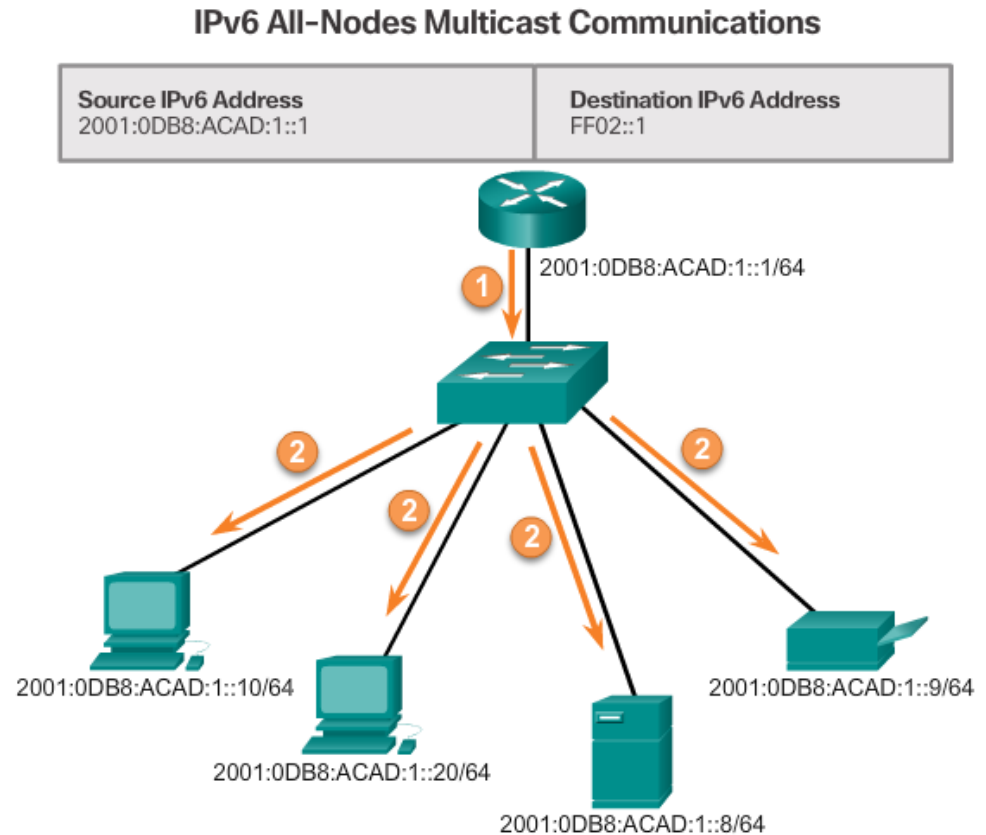 IPv6 All-Nodes Multicast Communications
Source IPv6 Address
2001:0DB8:ACAD:1::1
Destination IPv6 Address
FF02::1
2001:0DB8:ACAD:1::1/64
1
2
2
2
2
2001:0DB8:ACAD:1::10/64
2001:0DB8:ACAD:1::9/64
2001:0DB8:ACAD:1::20/64
2001:0DB8:ACAD:1::8/64